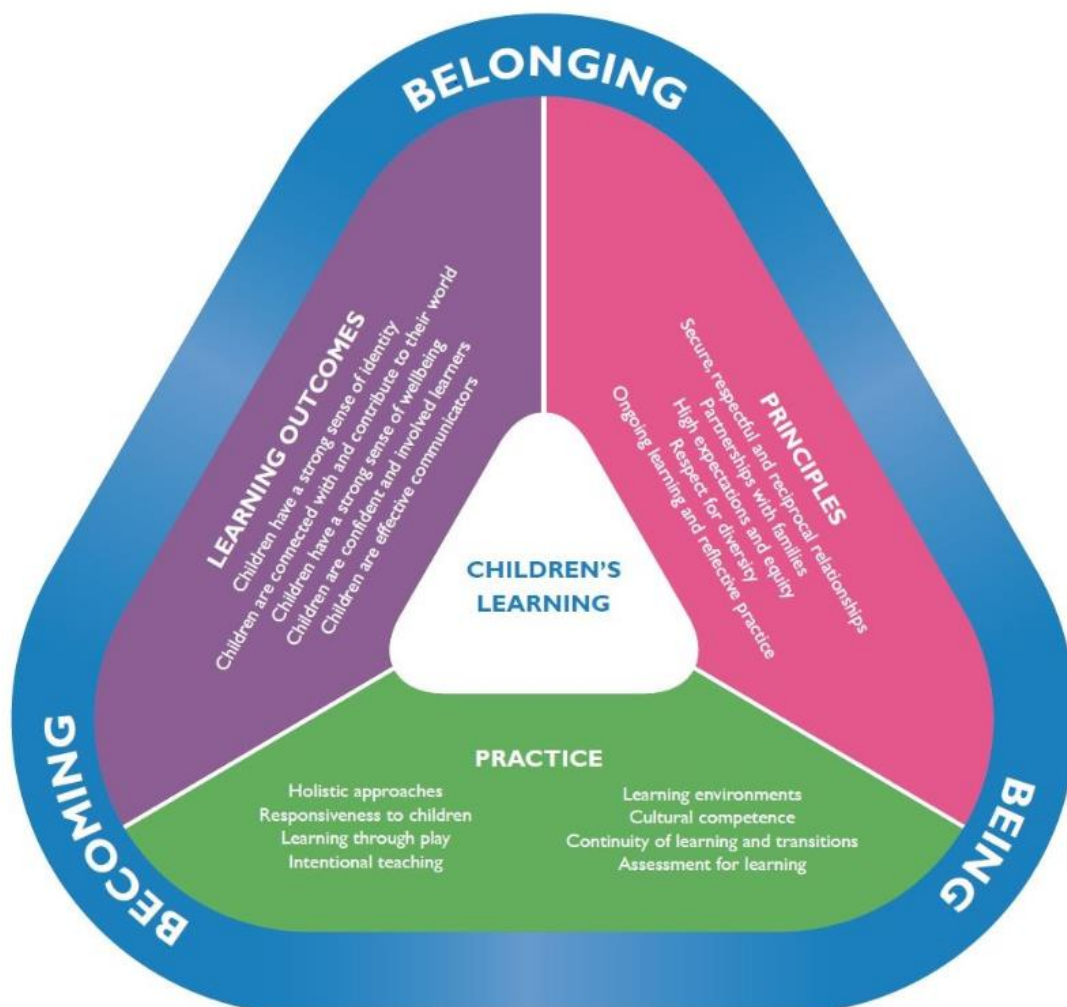 BELONGING
LEARNING OUTCOMES
Children have a strong sense of identity
Children are connected with and contribute to their world
Children have a strong sense of wellbeing
Children are confident and involved learners
Children are effective communicators
PRINCIPLES
Secure, respectful and reciprocal relationships
Partnerships with families
High expectations and equity
Respect for diversity
Ongoing learning and reflective practice
CHILDREN'S
LEARNING
PRACTICE
Holistic approaches
Responsiveness to children
Learning through play
Intentional teaching
Learning environments
Cultural competence
Continuity of learning and transitions
Assessment for learning
BECOMING
BEING